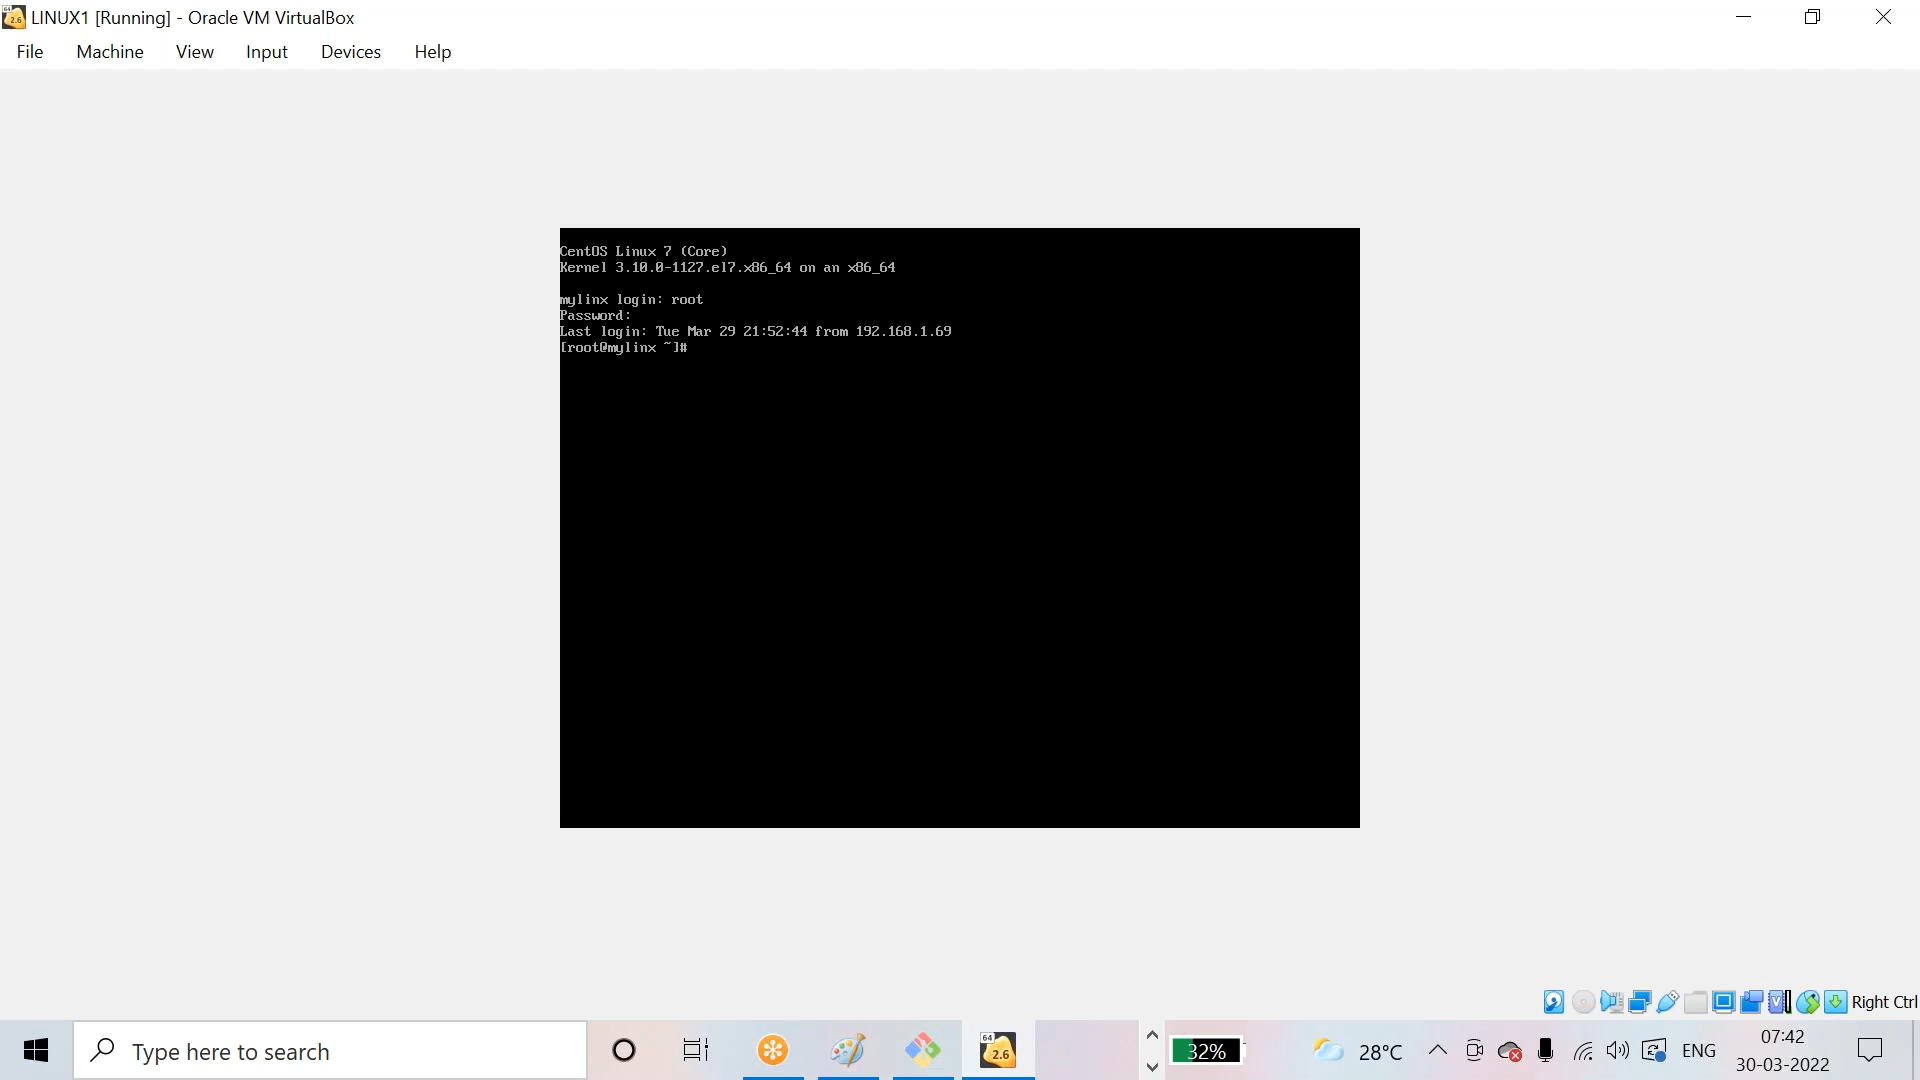 LINUX1 [Running] - Oracle VM VirtualBox
File Machine View Input Devices Help
CentOS Linux 7 (Core)
Kernel 3.10.0-1127.el7.x86_64 on an x86_64
mylinx login: root
Password:
Last login: Tue Mar 29 21:52:44 from 192.168.1.69
[root@mylinx ~]#
Right Ctrl
Type here to search
64
2.6
32%
28°C
ENG
07:42
30-03-2022